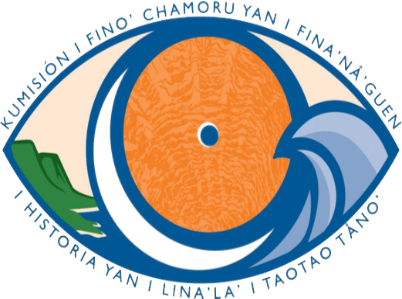 KUMISIÓN I FINO' CHAMORU YAN I FINA'NÅ'GUEN
I HISTORIA YAN I LINA'LA' I TAOTAO TÅNO'